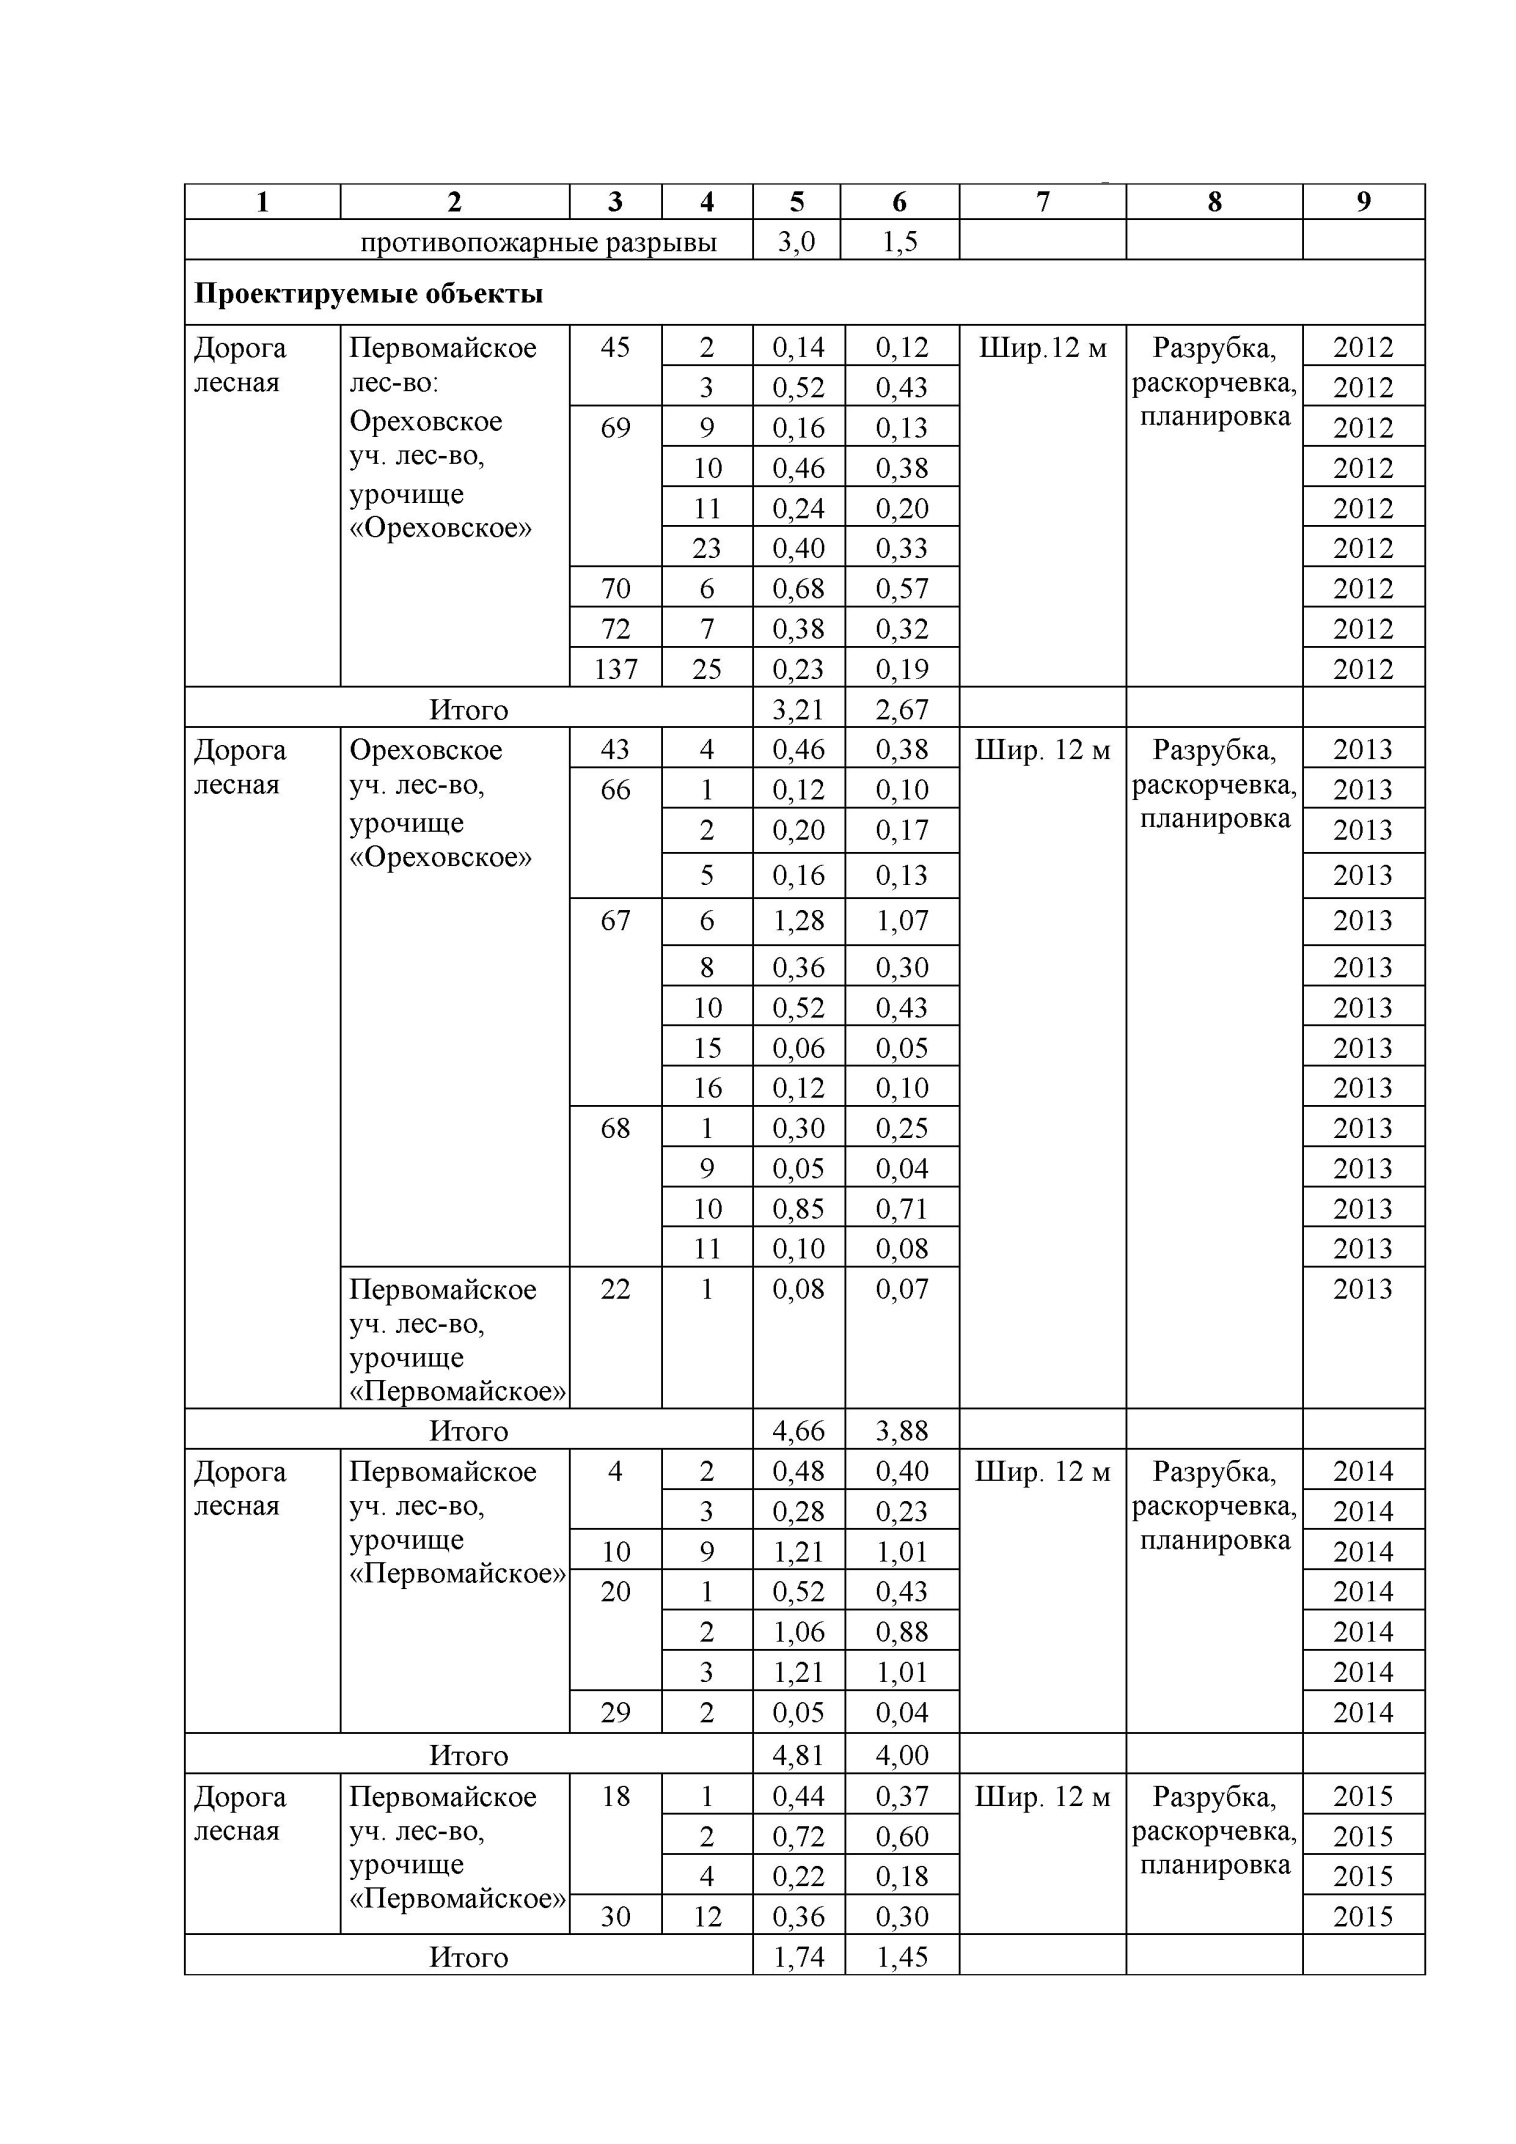 1 2 3 4 5 6 7 8 9
противопожарные разрывы 3,0 1,5
Проектируемые объекты
Дорога Первомайское 45 2 0,14 0,12 Шир.12 м Разрубка, 2012
лесная лес-во: 3 0,52 0,43 раскорчевка, 2012
Ореховское 69 9 0,16 0,13 планировка 2012
уч. лес-во, 10 0,46 0,38 2012
урочище 11 0,24 0,20 2012
«Ореховское» 23 0,40 0,33 2012
70 6 0,68 0,57 2012
72 7 0,38 0,32 2012
137 25 0,23 0,19 2012
Итого 3,21 2,67
Дорога Ореховское 43 4 0,46 0,38 Шир. 12 м Разрубка, 2013
лесная уч. лес-во, 66 1 0,12 0,10 раскорчевка, 2013
урочище 2 0,20 0,17 планировка 2013
«Ореховское» 5 0,16 0,13 2013
67 6 1,28 1,07 2013
8 0,36 0,30 2013
10 0,52 0,43 2013
15 0,06 0,05 2013
16 0,12 0,10 2013
68 1 0,30 0,25 2013
9 0,05 0,04 2013
10 0,85 0,71 2013
11 0,10 0,08 2013
Первомайское 22 1 0,08 0,07 2013
уч. лес-во,
урочище
«Первомайское»
Итого 4,66 3,88
Дорога Первомайское 4 2 0,48 0,40 Шир. 12 м Разрубка, 2014
лесная уч. лес-во, 3 0,28 0,23 раскорчевка, 2014
урочище 10 9 1,21 1,01 планировка 2014
«Первомайское» 20 1 0,52 0,43 2014
2 1,06 0,88 2014
3 1,21 1,01 2014
29 2 0,05 0,04 2014
Итого 4,81 4,00
Дорога Первомайское 18 1 0,44 0,37 Шир. 12 м Разрубка, 2015
лесная уч. лес-во, 2 0,72 0,60 раскорчевка, 2015
урочище 4 0,22 0,18 планировка 2015
«Первомайское» 30 12 0,36 0,30 2015
Итого 1,74 1,45